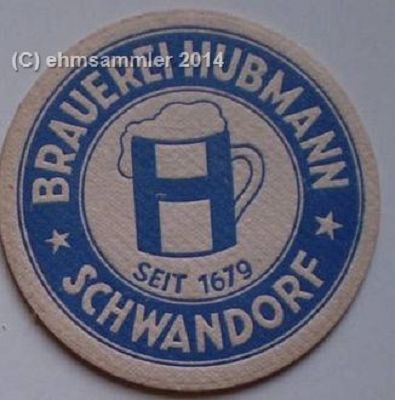 (C) ehmsammler 2014
BRAUEREI HUBMANN
H
SEIT 1679
SCHWANDORF